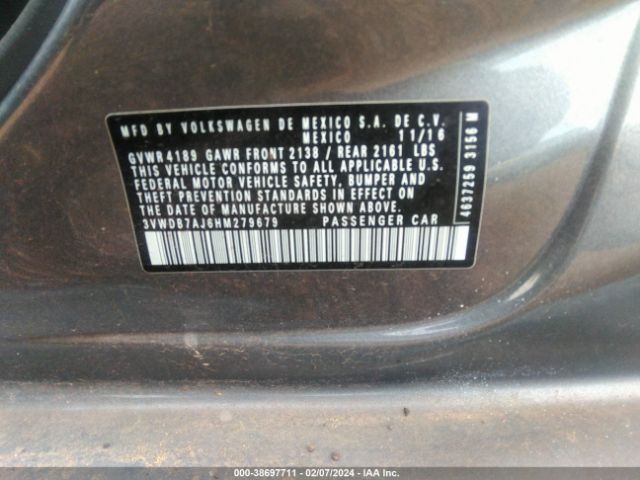 MFD BY VOLKSWAGEN DE MEXICO S.A. DE C.V.
MEXICO 11/16
GVWR 4189 GAWR FRONT 2138 / REAR 2161 LBS
THIS VEHICLE CONFORMS TO ALL APPLICABLE U.S.
FEDERAL MOTOR VEHICLE SAFETY, BUMPER AND
THEFT PREVENTION STANDARDS IN EFFECT ON
THE DATE OF MANUFACTURE SHOWN ABOVE
3VWDB7AJ6HM279679 PASSENGER CAR
4637259 3156 M
000-38697711 - 02/07/2024 - IAA Inc.